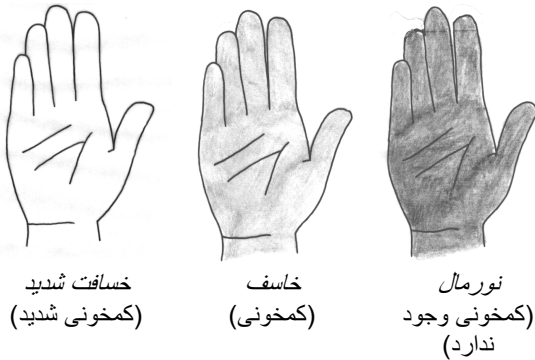 نورمال
(کمخونی وجود
ندارد)
خاسف
(کمخونی)
خسافت شدید
(کمخونی شدید)